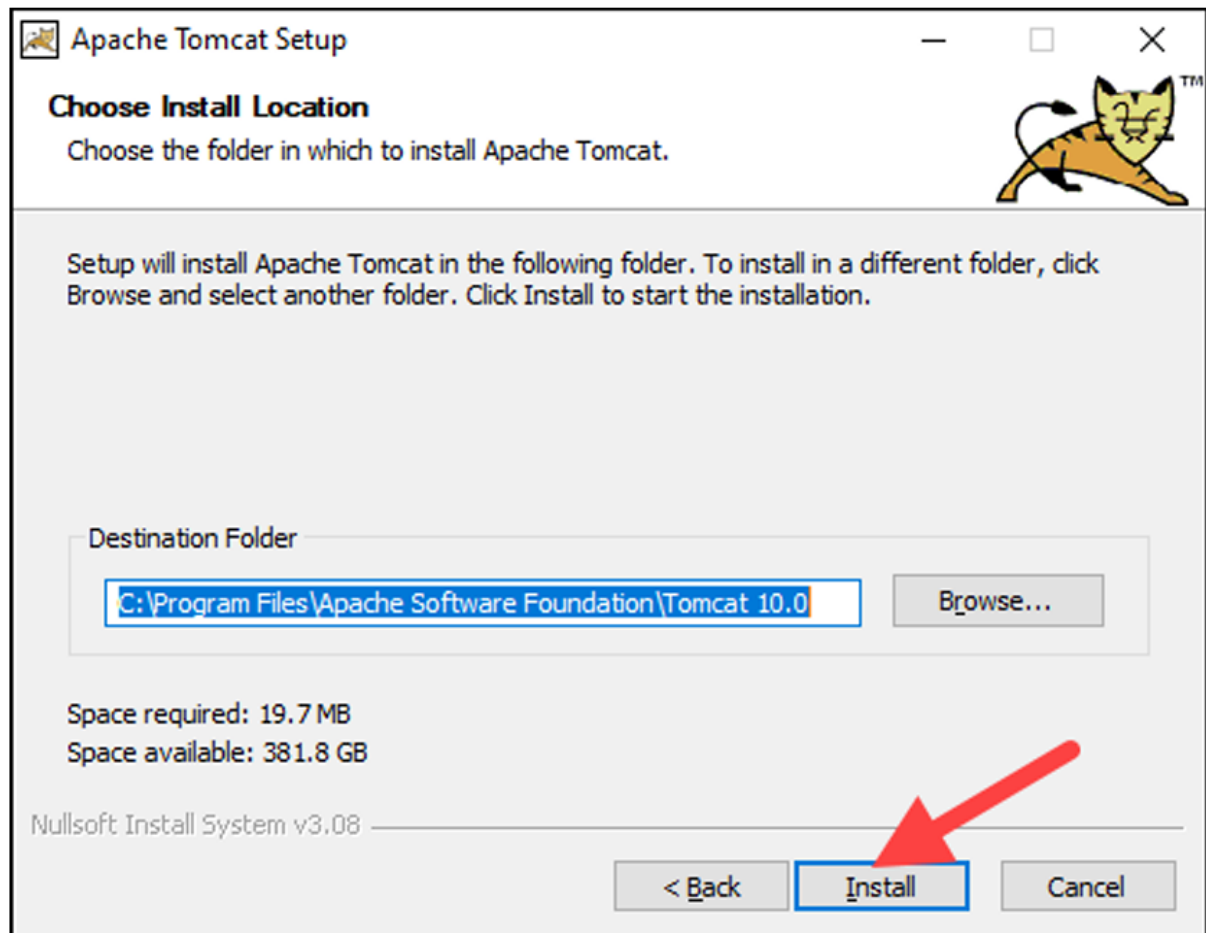 Apache Tomcat Setup
Choose Install Location
Choose the folder in which to install Apache Tomcat.
TM
Setup will install Apache Tomcat in the following folder. To install in a different folder, click
Browse and select another folder. Click Install to start the installation.
Destination Folder
C:\Program Files\Apache Software Foundation\Tomcat 10.0
Browse...
Space required: 19.7 MB
Space available: 381.8 GB
Nullsoft Install System v3.08
< Back
Install
Cancel